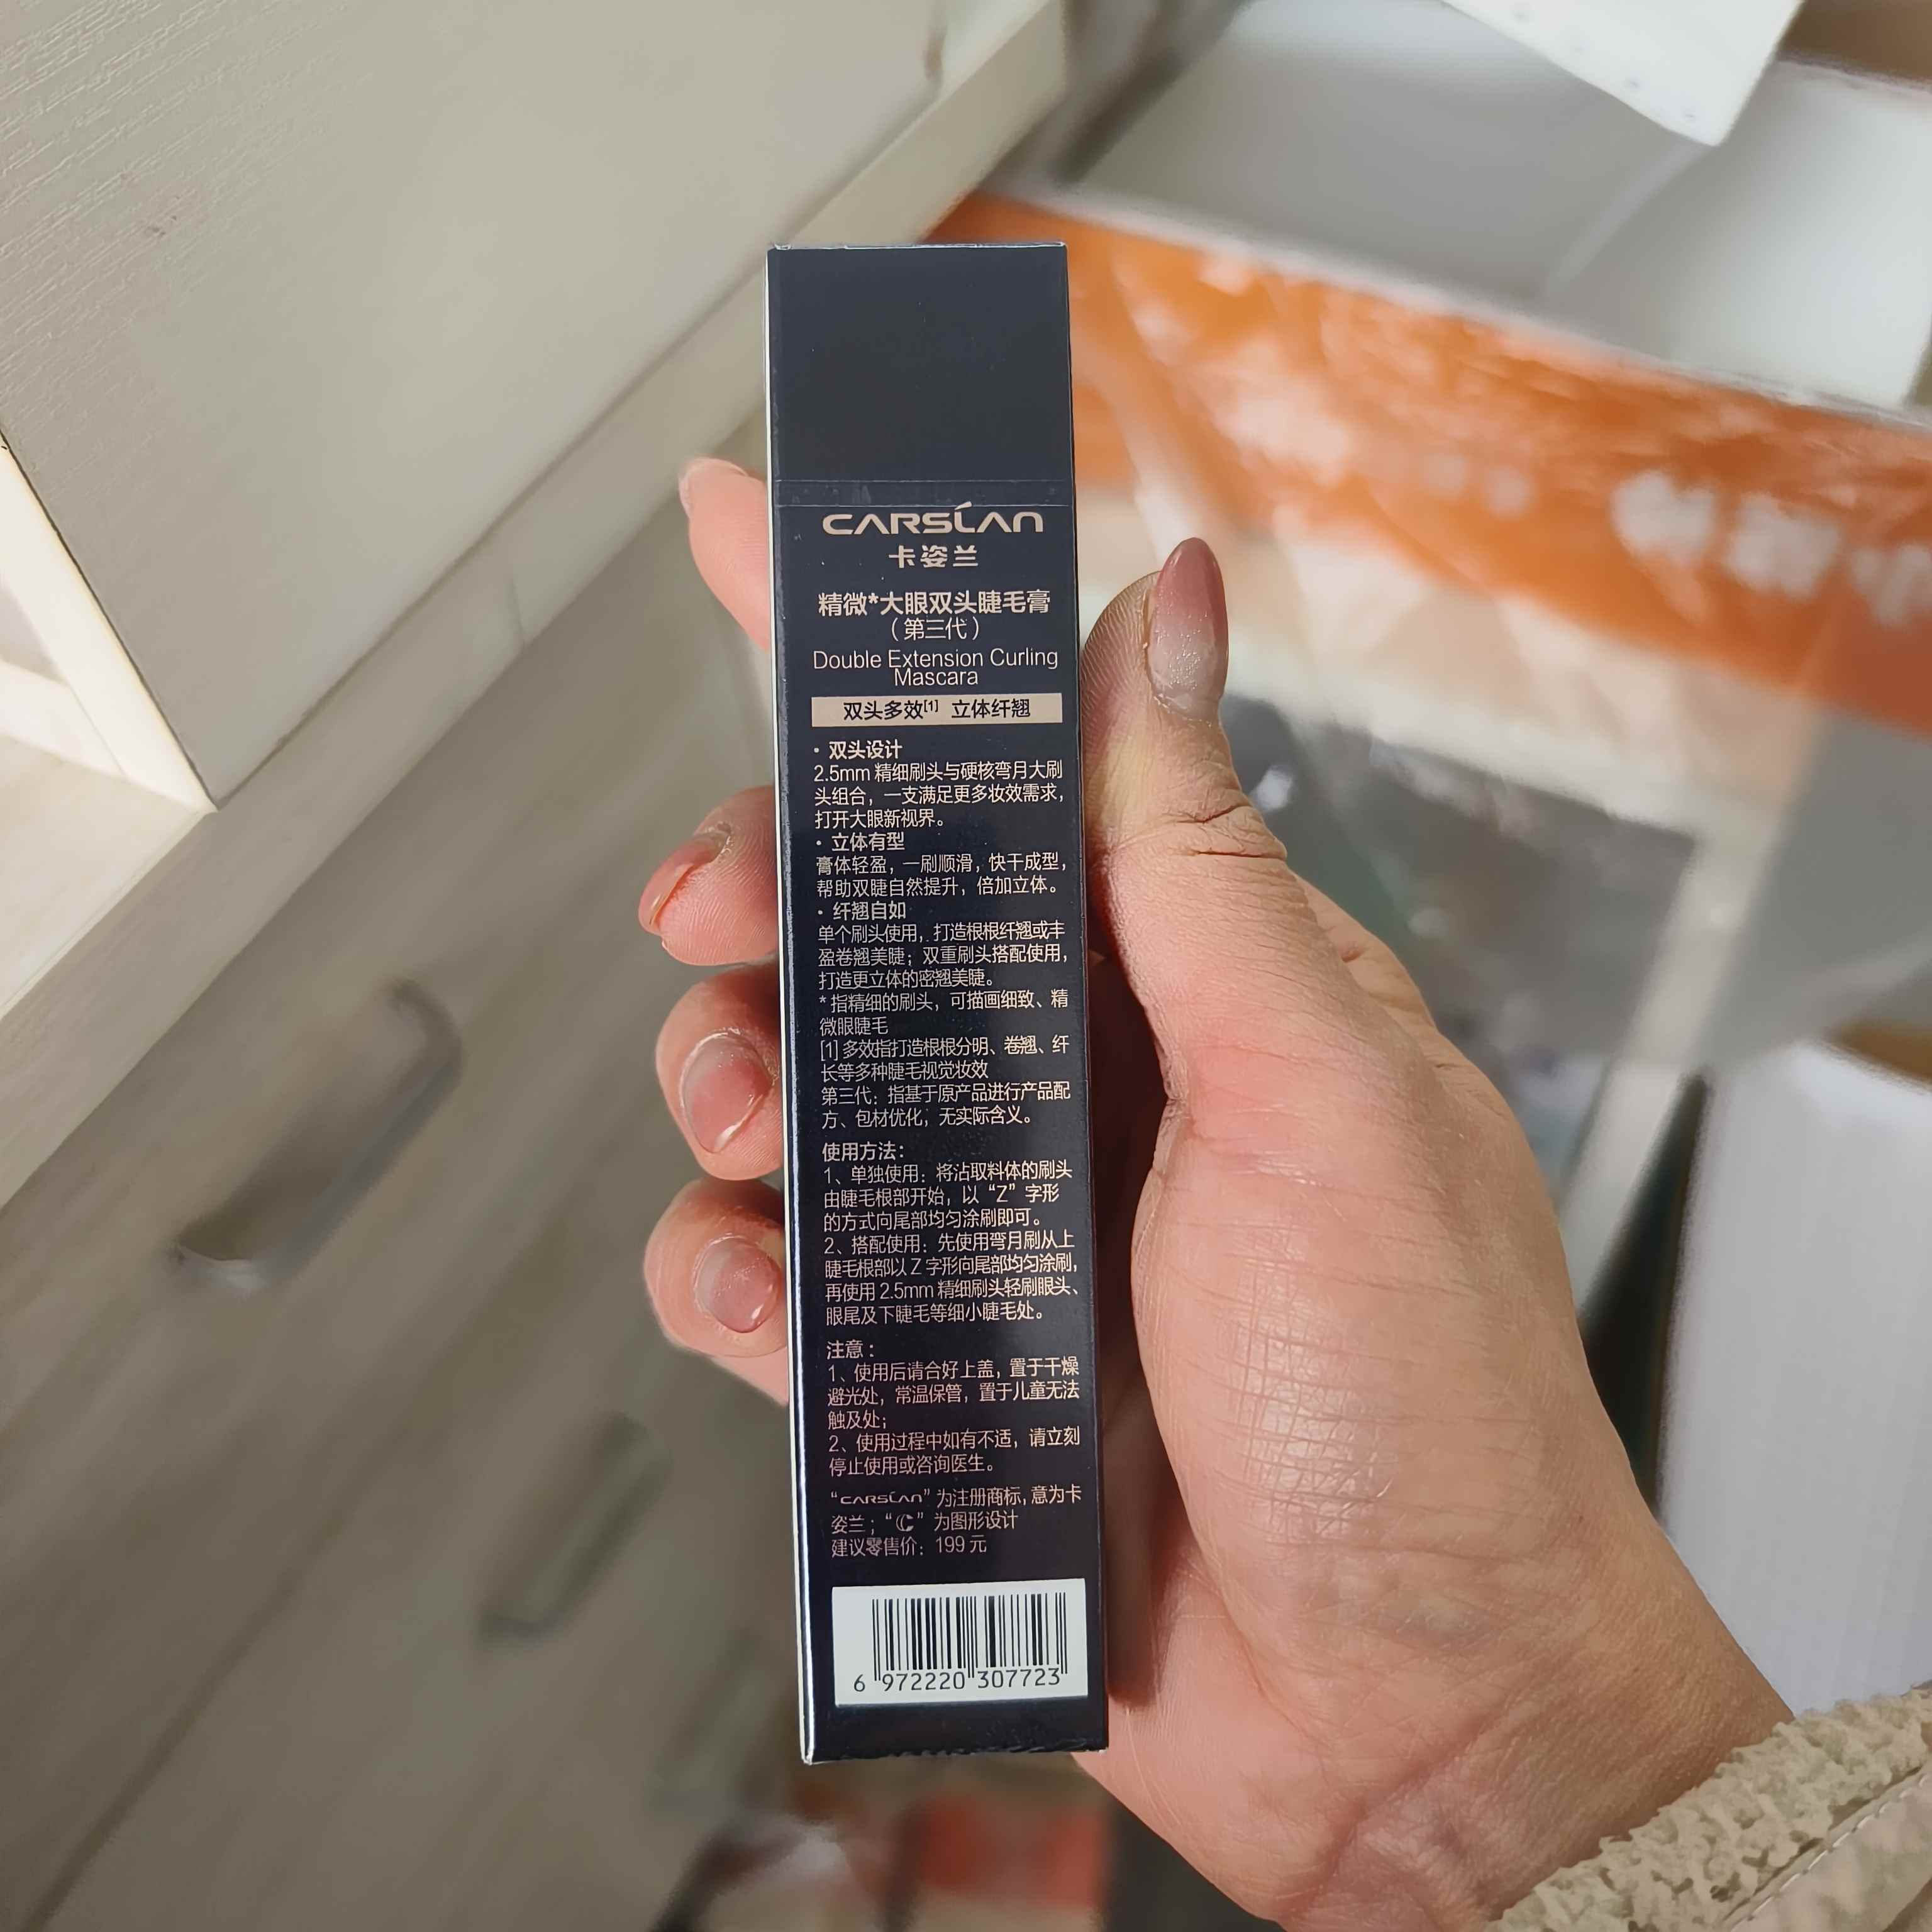 CARSLAN
卡姿兰
精微*大眼双头睫毛膏
（第三代）
Double Extension Curling
Mascara
双头多效[1] 立体纤翘
· 双头设计
2.5mm 精细刷头与硬核弯月大刷
头组合，一支满足更多妆效需求，
打开大眼新视界。
· 立体有型
膏体轻盈，一刷顺滑，快干成型，
帮助双睫自然提升，倍加立体。
· 纤翘自如
单个刷头使用，打造根根纤翘或丰
盈卷翘美睫；双重刷头搭配使用，
打造更立体的密翘美睫。
* 指精细的刷头，可描画细致、精
微眼睫毛
[1] 多效指打造根根分明、卷翘、纤
长等多种睫毛视觉妆效
第三代：指基于原产品进行产品配
方、包材优化，无实际含义。
使用方法：
1、单独使用：将沾取料体的刷头
由睫毛根部开始，以“Z”字形
的方式向尾部均匀涂刷即可。
2、搭配使用：先使用弯月刷从上
睫毛根部以 Z 字形向尾部均匀涂刷，
再使用 2.5mm 精细刷头轻刷眼头、
眼尾及下睫毛等细小睫毛处。
注意：
1、使用后请合好上盖，置于干燥
避光处，常温保管，置于儿童无法
触及处；
2、使用过程中如有不适，请立刻
停止使用或咨询医生。
“CARSLAN”为注册商标，意为卡
姿兰；“C”为图形设计
建议零售价：199 元
6 972220 307723